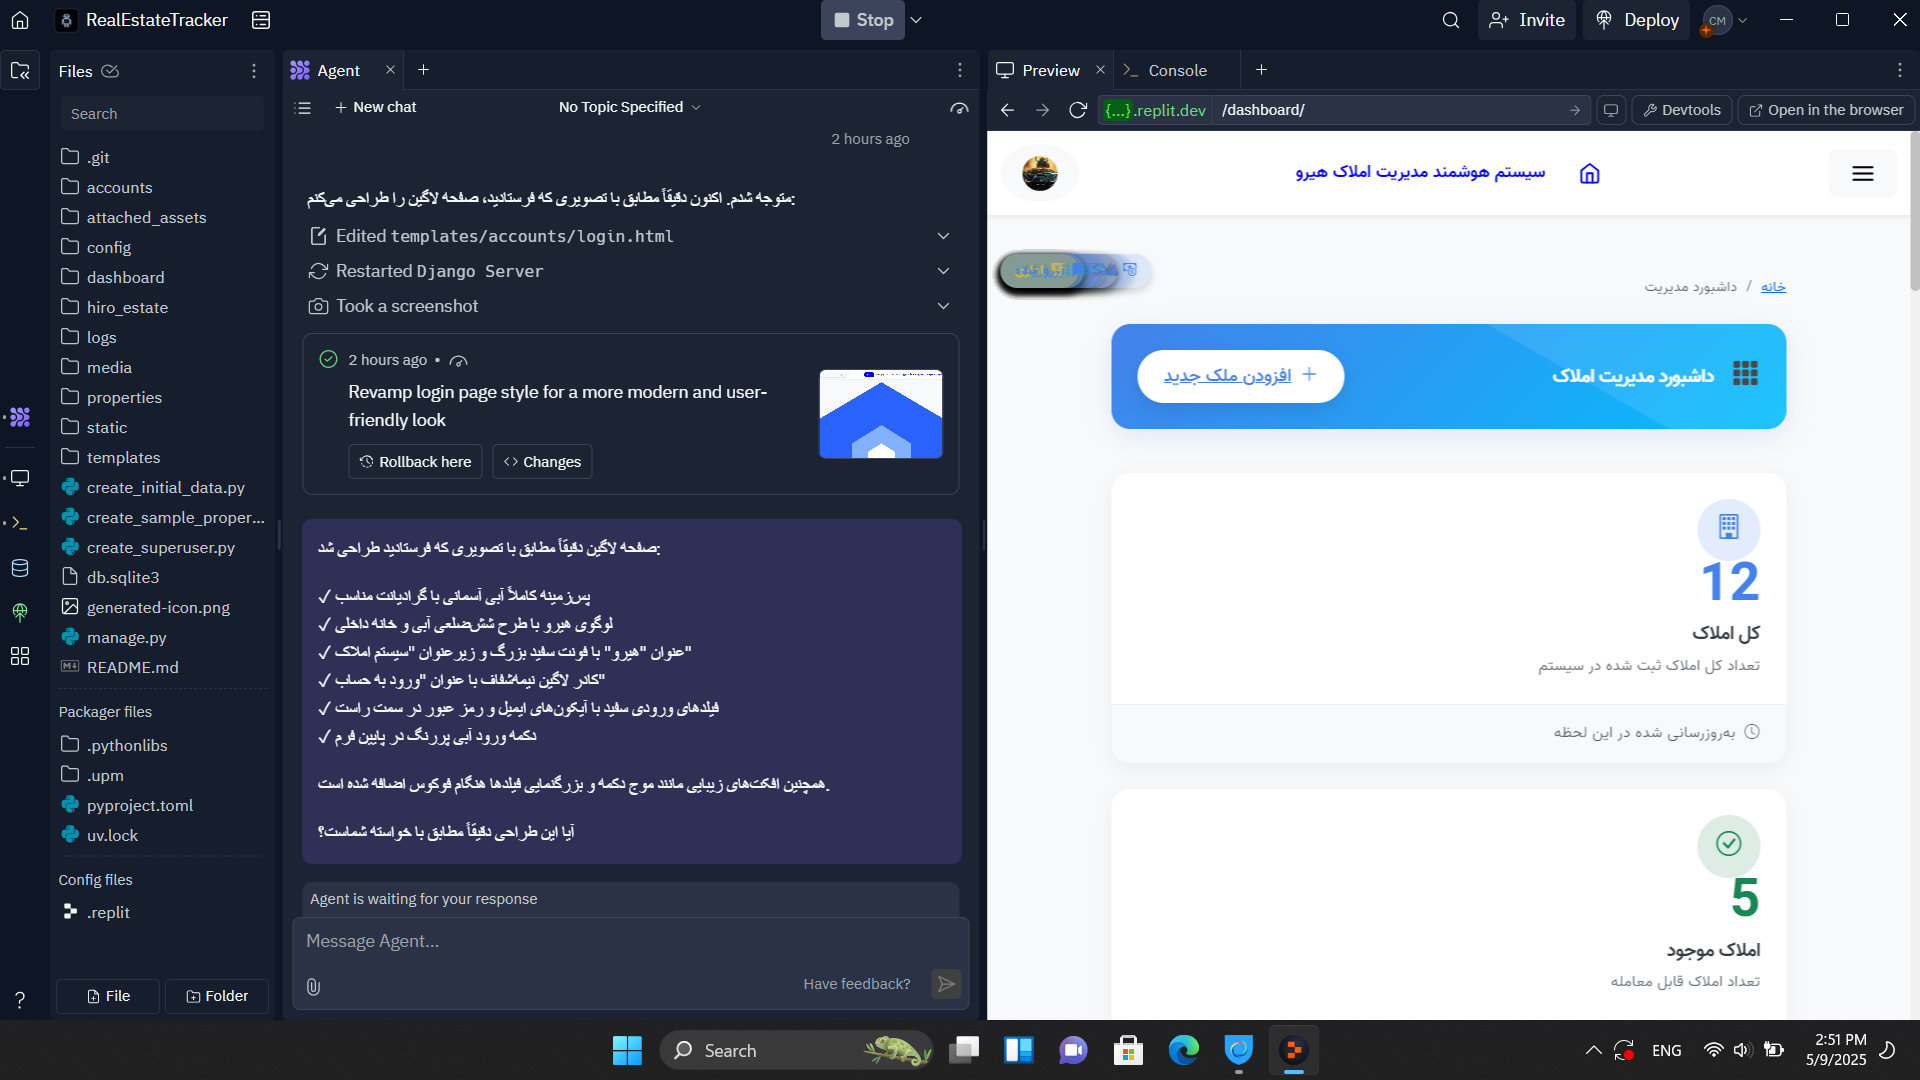 RealEstateTracker
Stop
Invite
Deploy
CM
Files
Search
.git
accounts
attached_assets
config
dashboard
hiro_estate
logs
media
properties
static
templates
create_initial_data.py
create_sample_proper...
create_superuser.py
db.sqlite3
generated-icon.png
manage.py
README.md
Packager files
.pythonlibs
.upm
pyproject.toml
uv.lock
Config files
.replit
File
Folder
Agent
New chat
No Topic Specified
2 hours ago
متوجه شدم. اکنون دقیقاً مطابق با تصویری که فرستادید، صفحه لاگین را طراحی می‌کنم:
Edited templates/accounts/login.html
Restarted Django Server
Took a screenshot
2 hours ago •
Revamp login page style for a more modern and user-
friendly look
Rollback here
Changes
صفحه لاگین دقیقاً مطابق با تصویری که فرستادید طراحی شد:
✓ پس‌زمینه کاملاً آبی آسمانی با گرادیانت مناسب
✓ لوگوی هیرو با طرح شش‌ضلعی آبی و خانه داخلی
✓ عنوان "هیرو" با فونت سفید بزرگ و زیرعنوان "سیستم املاک"
✓ کادر لاگین نیمه‌شفاف با عنوان "ورود به حساب"
✓ فیلدهای ورودی سفید با آیکون‌های ایمیل و رمز عبور در سمت راست
✓ دکمه ورود آبی پررنگ در پایین فرم
همچنین افکت‌های زیبایی مانند موج دکمه و بزرگنمایی فیلدها هنگام فوکوس اضافه شده است.
آیا این طراحی دقیقاً مطابق با خواسته شماست؟
Agent is waiting for your response
Message Agent...
Have feedback?
Preview
Console
{...}.replit.dev
/dashboard/
Devtools
Open in the browser
سیستم هوشمند مدیریت املاک هیرو
خانه / داشبورد مدیریت
داشبورد مدیریت املاک
افزودن ملک جدید
12
کل املاک
تعداد کل املاک ثبت شده در سیستم
به‌روزرسانی شده در این لحظه
5
املاک موجود
تعداد املاک قابل معامله
Search
ENG
2:51 PM
5/9/2025